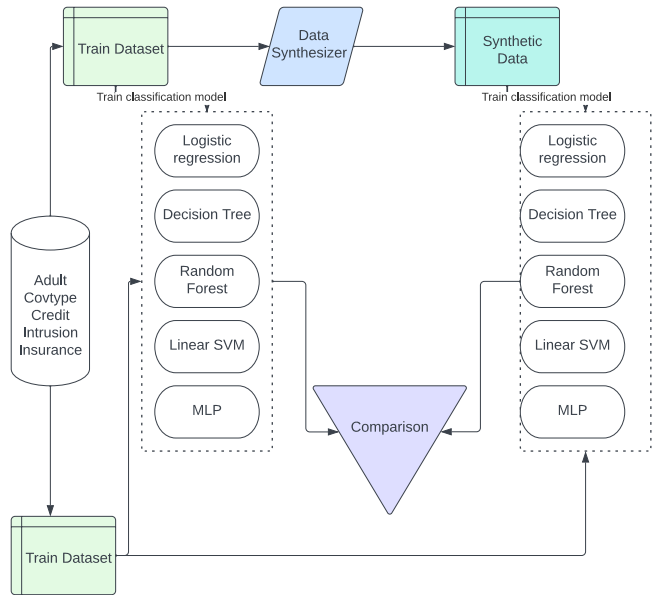 Train Dataset
Data
Synthesizer
Synthetic
Data
Train classification model
Train classification model
Logistic
regression
Decision Tree
Random
Forest
Linear SVM
MLP
Logistic
regression
Decision Tree
Random
Forest
Linear SVM
MLP
Adult
Covtype
Credit
Intrusion
Insurance
Comparison
Train Dataset